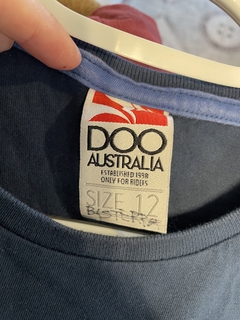 DOO
AUSTRALIA
ESTABLISHED 1998
ONLY FOR RIDERS
SIZE 12